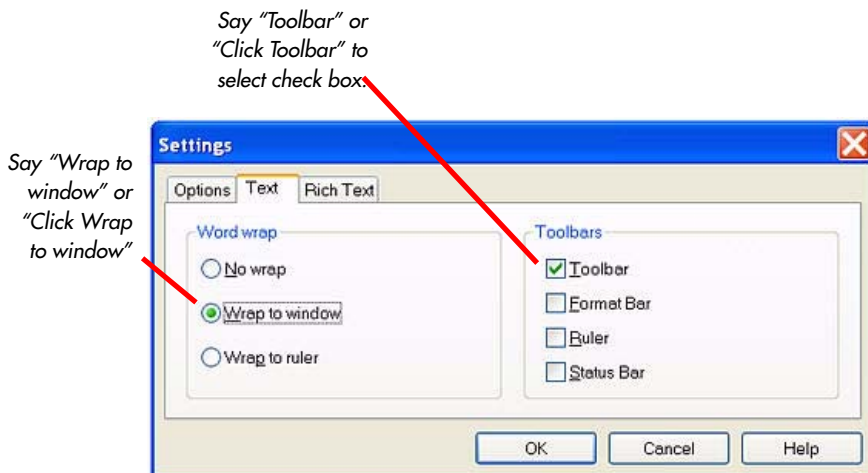 Say “Toolbar” or
“Click Toolbar” to
select check box.
Say “Wrap to
window” or
“Click Wrap
to window”
Settings
Options Text Rich Text
Word wrap
No wrap
Wrap to window
Wrap to ruler
Toolbars
Toolbar
Format Bar
Ruler
Status Bar
OK Cancel Help